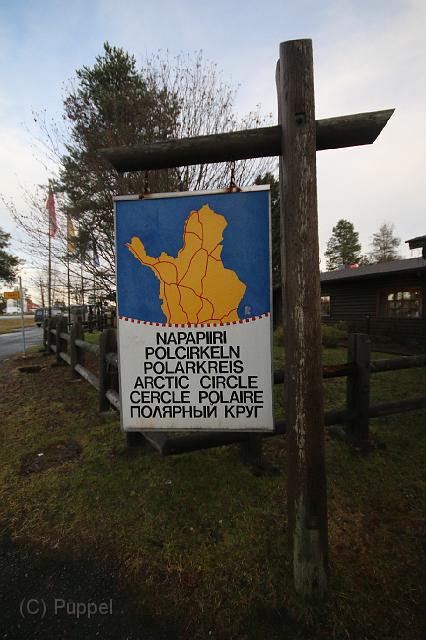 NAPAPIIRI
POLCIRKELN
POLARKREIS
ARCTIC CIRCLE
CERCLE POLAIRE
ПОЛЯРНЫЙ КРУГ
(C) Puppel